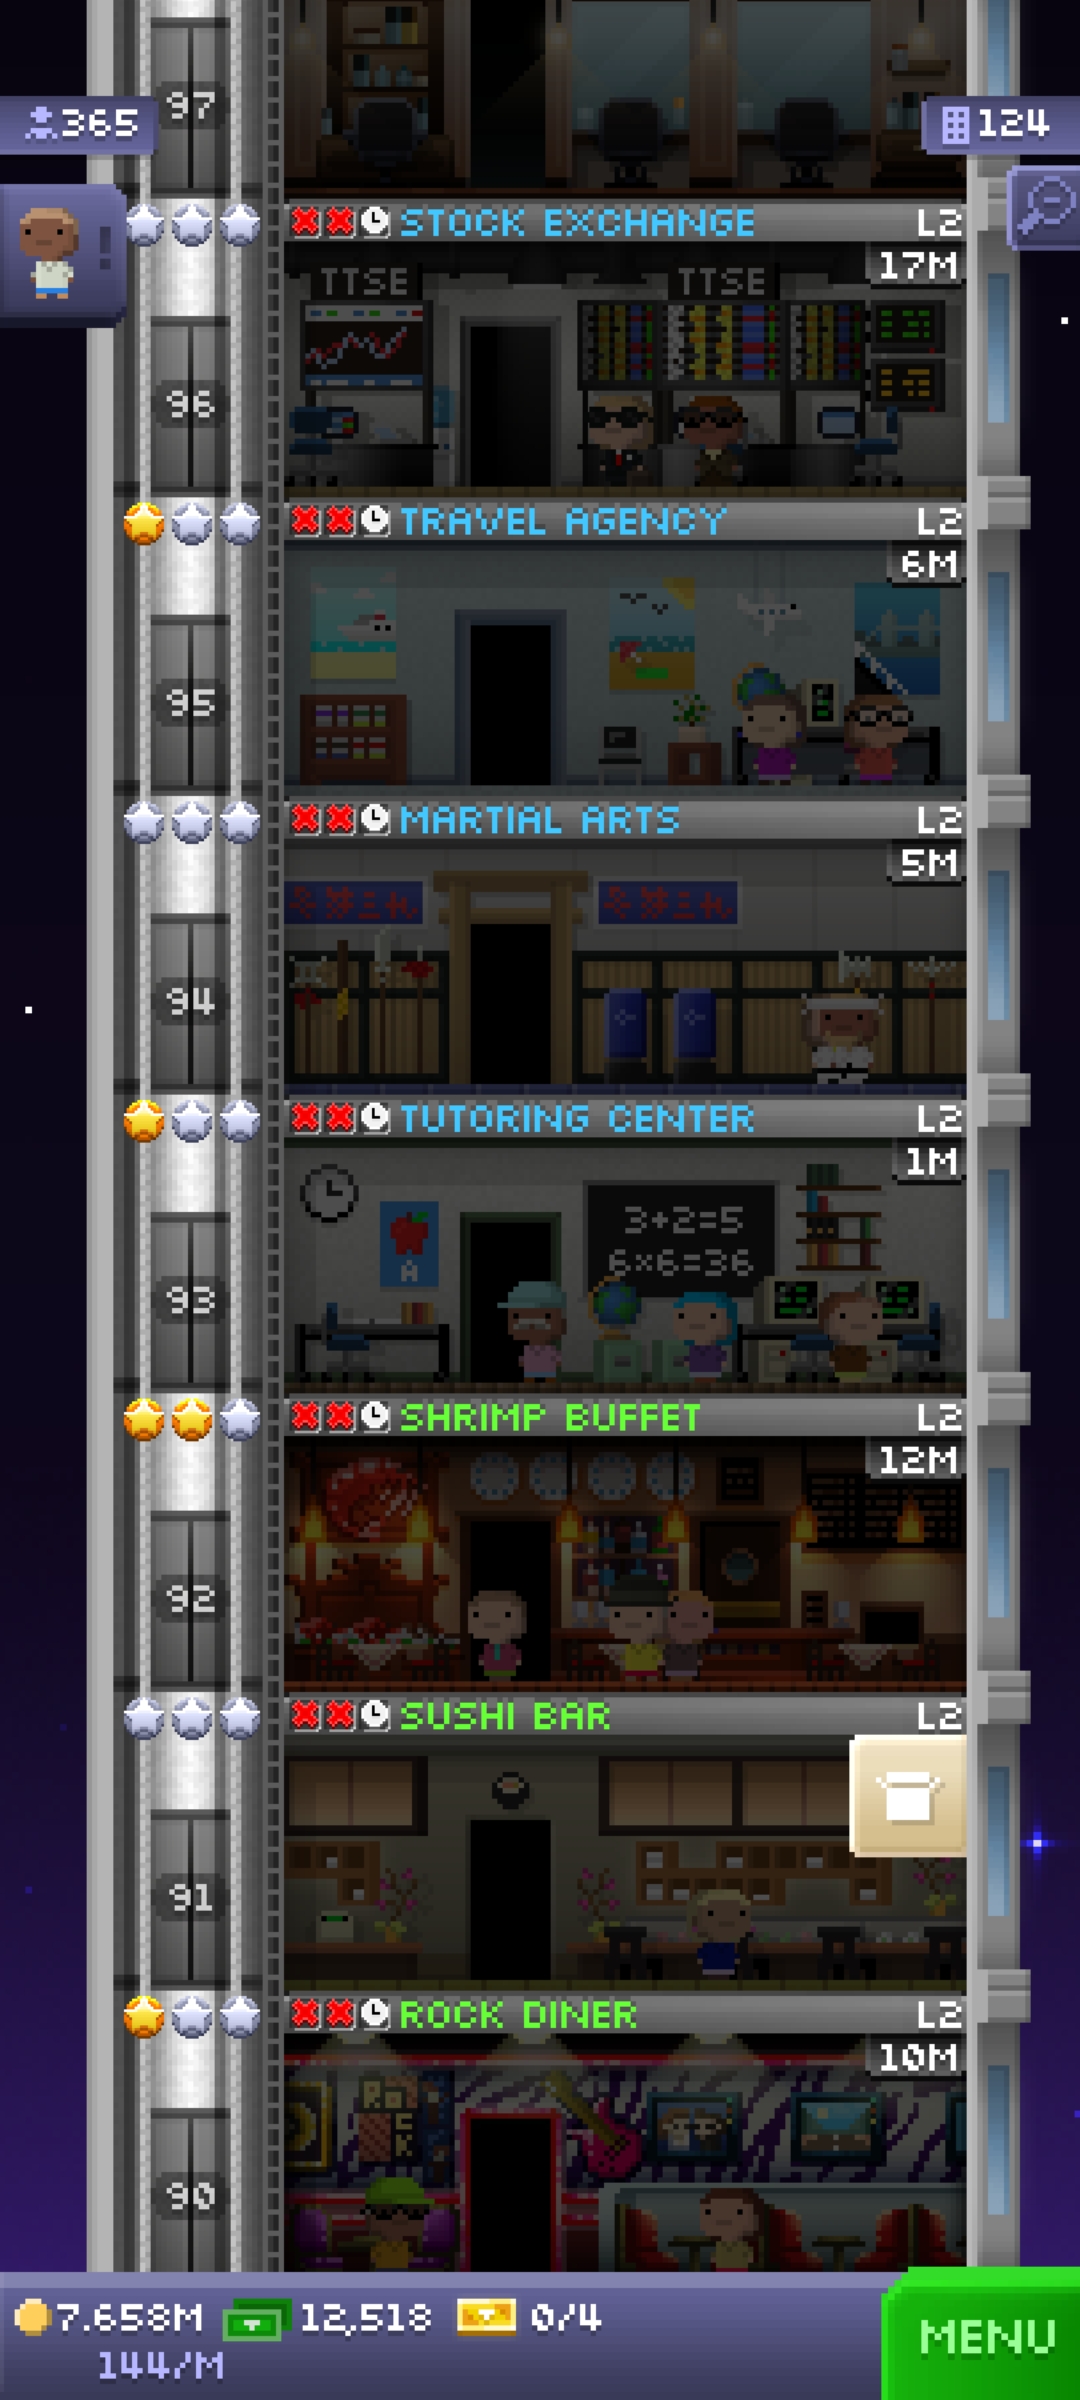 97
365
124
STOCK EXCHANGE L2
17M
TTSE TTSE
96
TRAVEL AGENCY L2
6M
95
MARTIAL ARTS L2
5M
94
TUTORING CENTER L2
1M
3+2=5
6×6=36
A
93
SHRIMP BUFFET L2
12M
92
SUSHI BAR L2
91
ROCK DINER L2
10M
90
7.658M 12,518 0/4
144/M
MENU